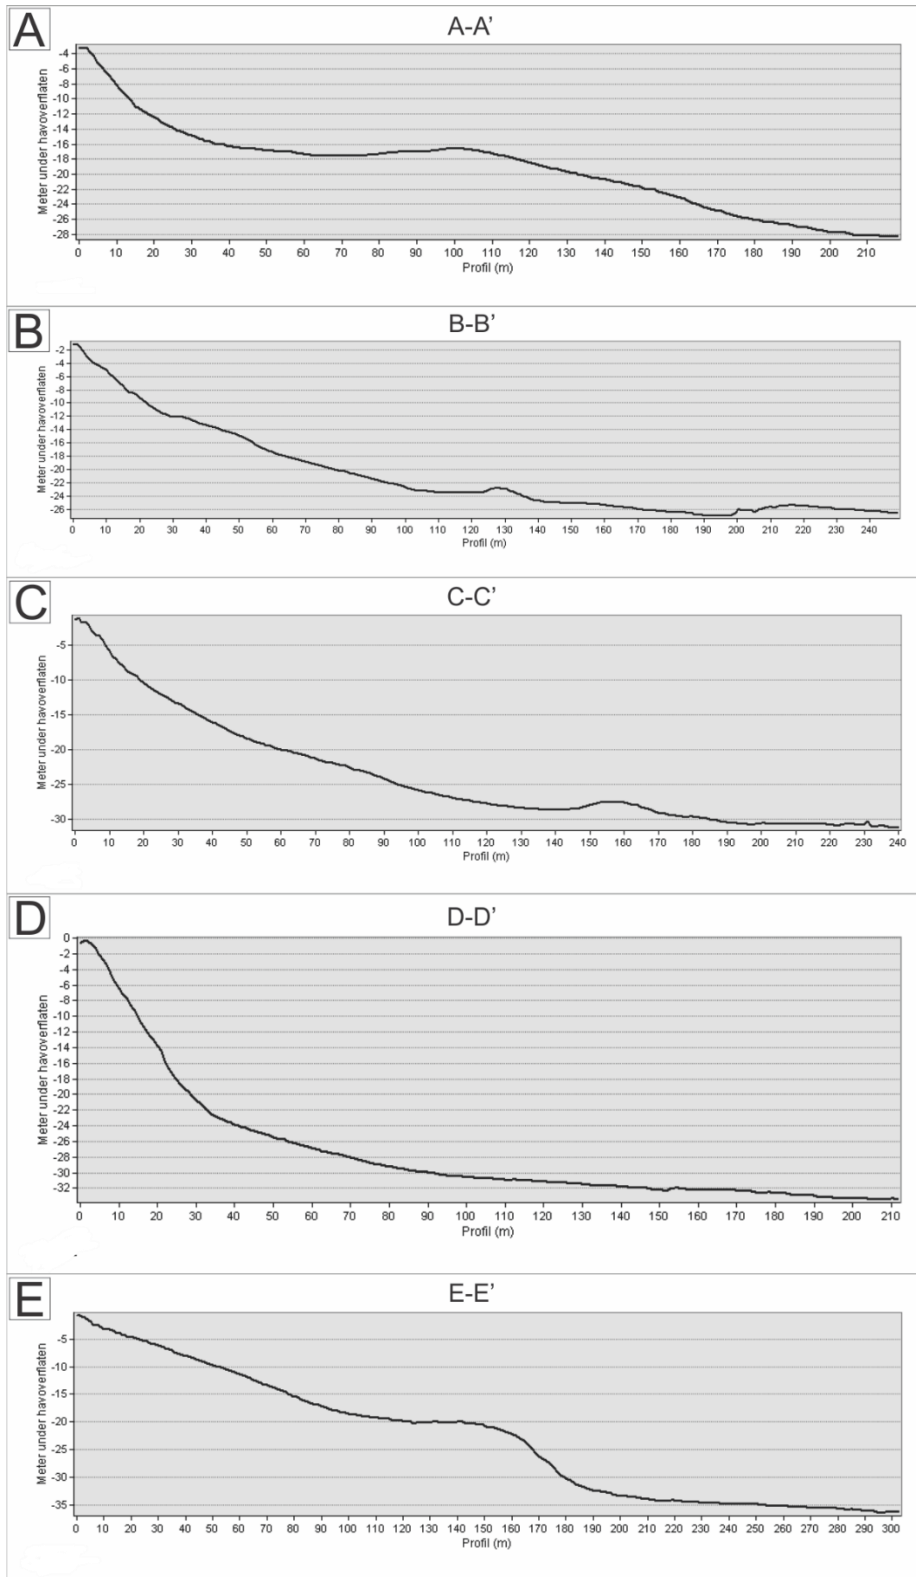 A
A-A'
Meter under havoverflaten
-4
-6
-8
-10
-12
-14
-16
-18
-20
-22
-24
-26
-28
0 10 20 30 40 50 60 70 80 90 100 110 120 130 140 150 160 170 180 190 200 210
Profil (m)
B
B-B'
Meter under havoverflaten
-2
-4
-6
-8
-10
-12
-14
-16
-18
-20
-22
-24
-26
0 10 20 30 40 50 60 70 80 90 100 110 120 130 140 150 160 170 180 190 200 210 220 230 240
Profil (m)
C
C-C'
Meter under havoverflaten
-5
-10
-15
-20
-25
-30
0 10 20 30 40 50 60 70 80 90 100 110 120 130 140 150 160 170 180 190 200 210 220 230 240
Profil (m)
D
D-D'
Meter under havoverflaten
0
-2
-4
-6
-8
-10
-12
-14
-16
-18
-20
-22
-24
-26
-28
-30
-32
0 10 20 30 40 50 60 70 80 90 100 110 120 130 140 150 160 170 180 190 200 210
Profil (m)
E
E-E'
Meter under havoverflaten
-5
-10
-15
-20
-25
-30
-35
0 10 20 30 40 50 60 70 80 90 100 110 120 130 140 150 160 170 180 190 200 210 220 230 240 250 260 270 280 290 300
Profil (m)